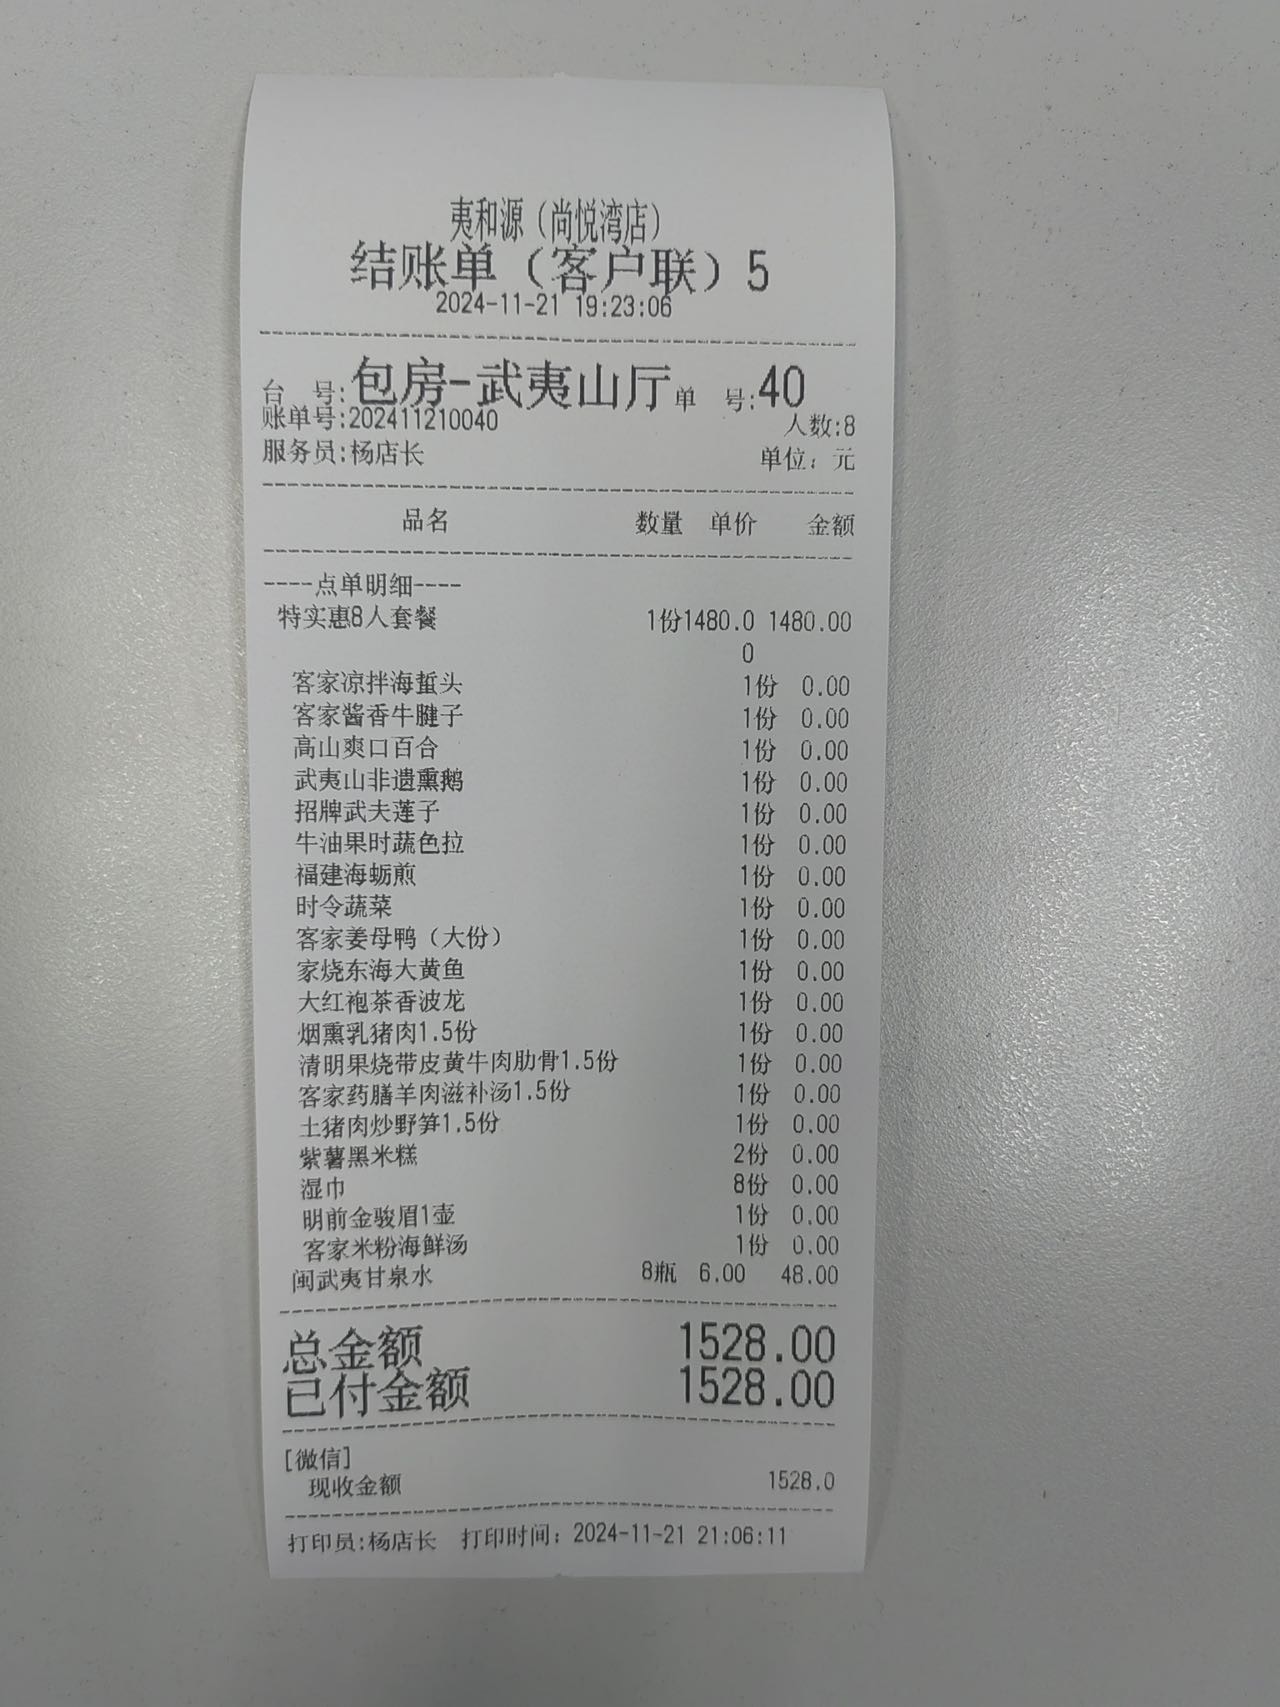 夷和源（尚悦湾店）
结账单（客户联）5
2024-11-21 19:23:06
台 号:包房-武夷山厅 单 号:40
账单号:202411210040 人数:8
服务员:杨店长 单位：元
品名 数量 单价 金额
----点单明细----
特实惠8人套餐 1份1480.0 1480.00
0
客家凉拌海蜇头 1份 0.00
客家酱香牛腱子 1份 0.00
高山爽口百合 1份 0.00
武夷山非遗熏鹅 1份 0.00
招牌武夫莲子 1份 0.00
牛油果时蔬色拉 1份 0.00
福建海蛎煎 1份 0.00
时令蔬菜 1份 0.00
客家姜母鸭（大份） 1份 0.00
家烧东海大黄鱼 1份 0.00
大红袍茶香波龙 1份 0.00
烟熏乳猪肉1.5份 1份 0.00
清明果烧带皮黄牛肉肋骨1.5份 1份 0.00
客家药膳羊肉滋补汤1.5份 1份 0.00
土猪肉炒野笋1.5份 1份 0.00
紫薯黑米糕 2份 0.00
湿巾 8份 0.00
明前金骏眉1壶 1份 0.00
客家米粉海鲜汤 1份 0.00
闽武夷甘泉水 8瓶 6.00 48.00
总金额 1528.00
已付金额 1528.00
[微信]
现收金额 1528.0
打印员:杨店长 打印时间：2024-11-21 21:06:11